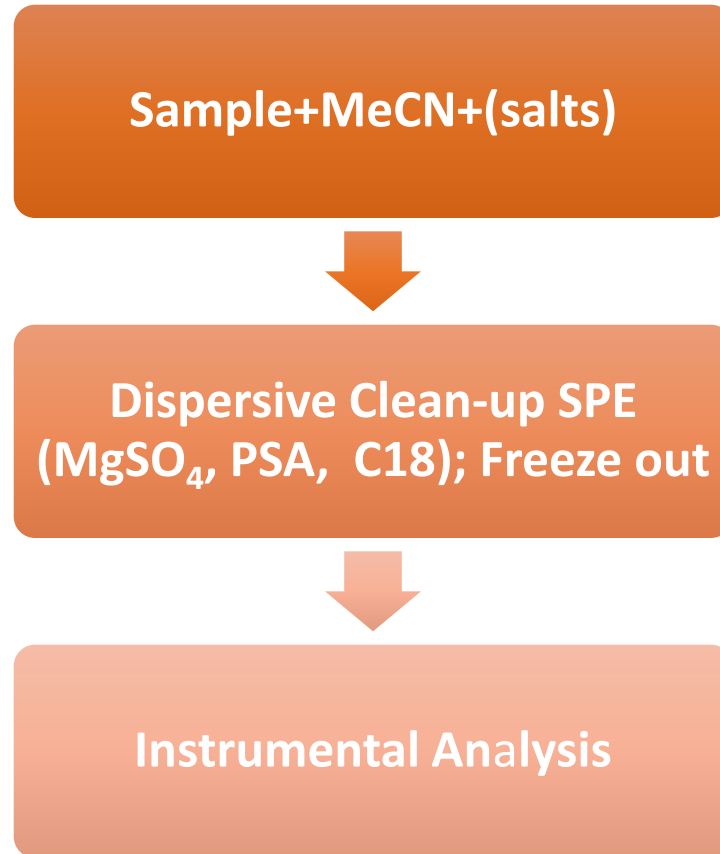 Sample+MeCN+(salts)
Dispersive Clean-up SPE
(MgSO₄, PSA,  C18); Freeze out
Instrumental Analysis